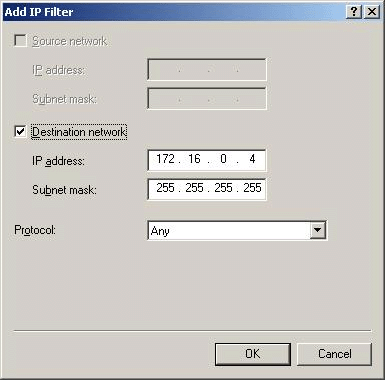 Add IP Filter
Source network
IP address:
. . .
Subnet mask:
. . .
Destination network
IP address: 172 . 16 . 0 . 4
Subnet mask: 255 . 255 . 255 . 255
Protocol: Any
OK Cancel